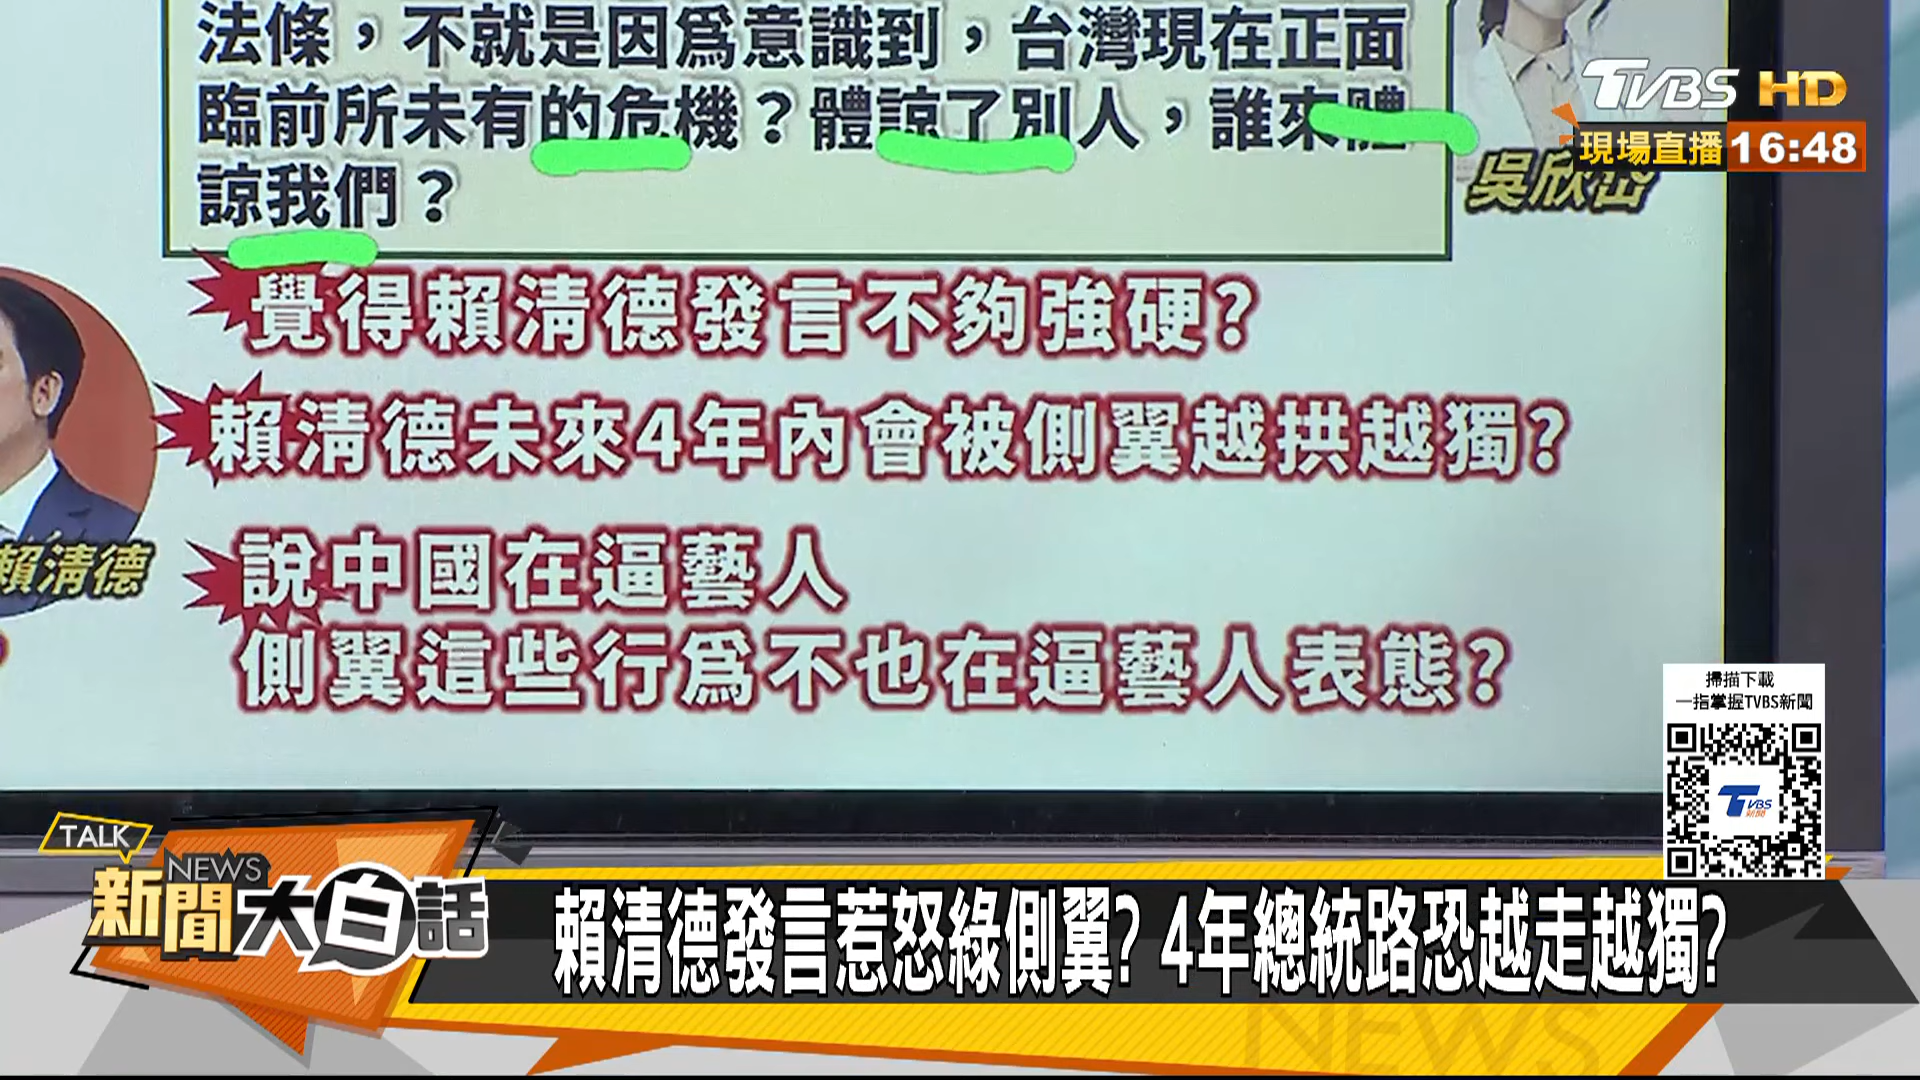 法條，不就是因為意識到，台灣現在正面
臨前所未有的危機？體諒了別人，誰來體
諒我們？
TVBS HD
現場直播 16:48
吳欣岱
覺得賴清德發言不夠強硬？
賴清德未來4年內會被側翼越拱越獨？
賴清德
說中國在逼藝人
側翼這些行為不也在逼藝人表態？
掃描下載
一指掌握TVBS新聞
TVBS
新聞
TALK
NEWS
新聞大白話
賴清德發言惹怒綠側翼？4年總統路恐越走越獨？
NEWS